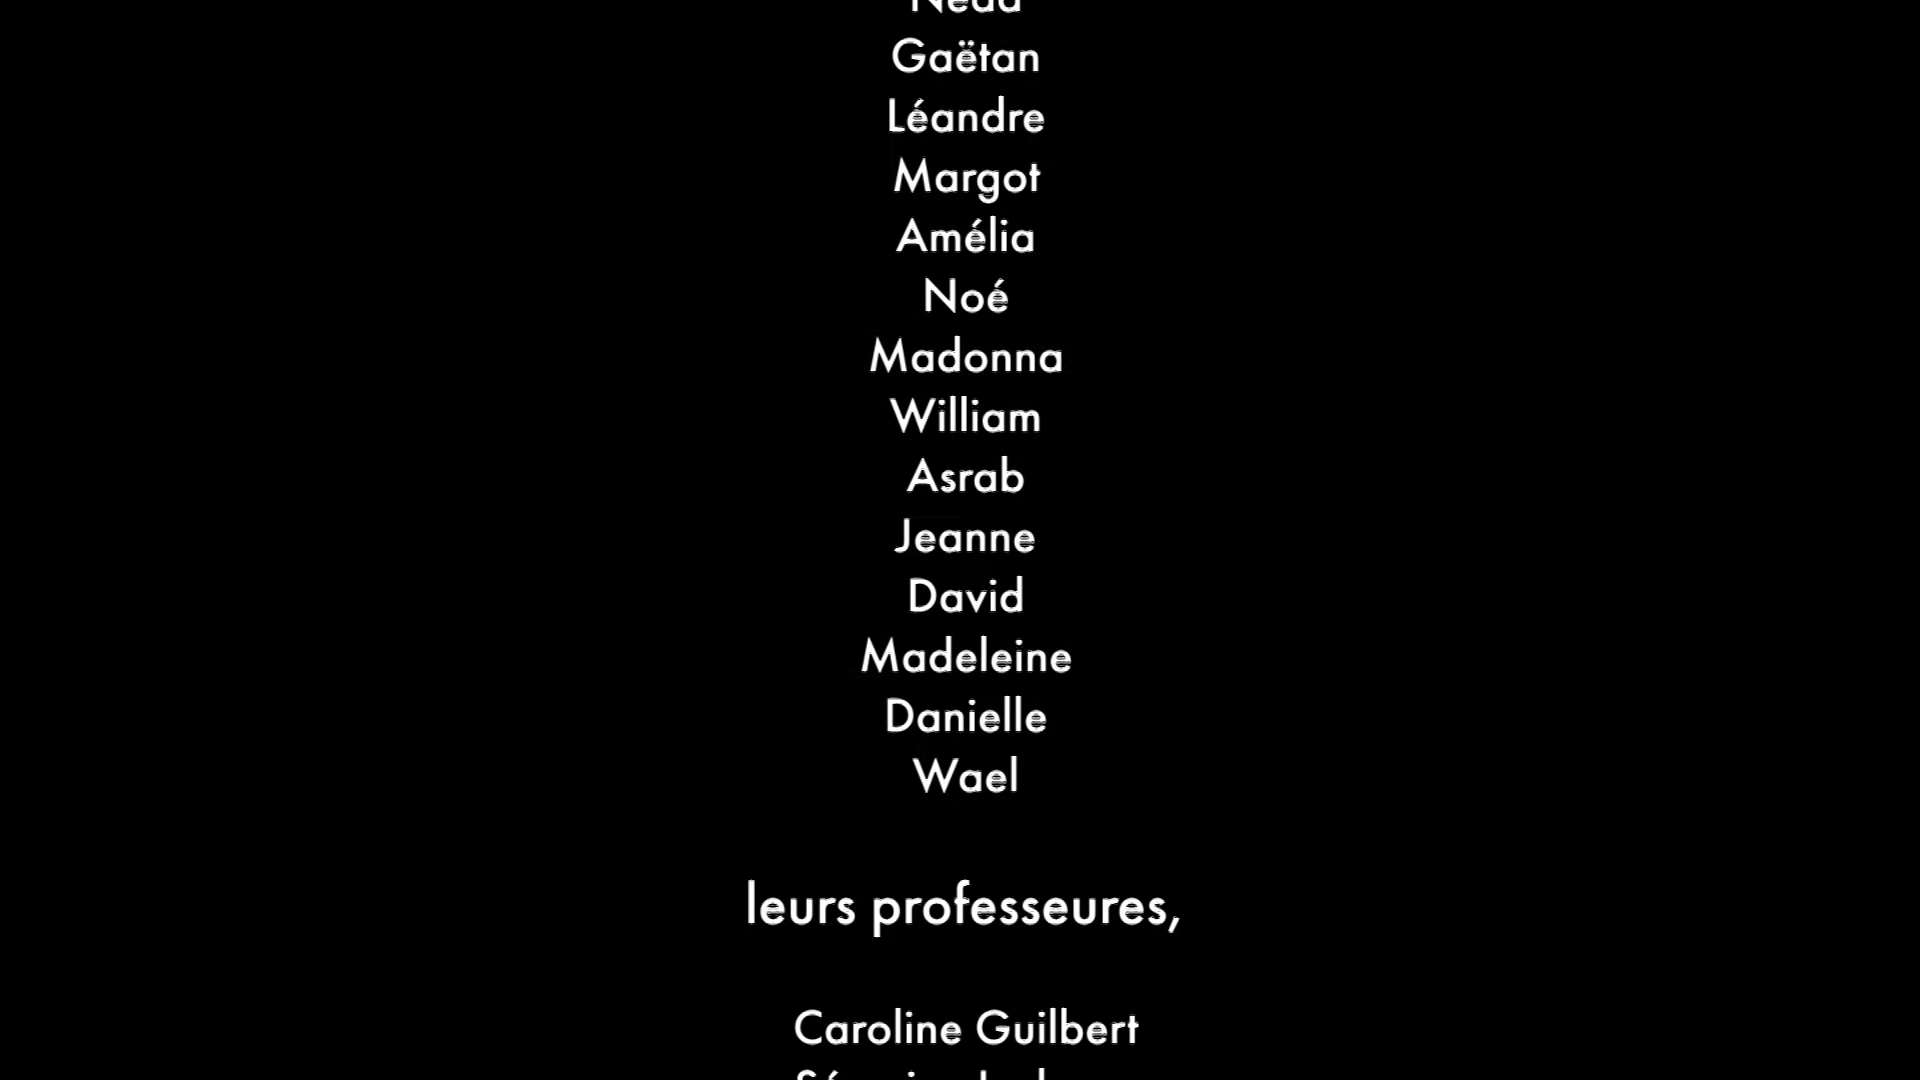 Gaëtan
Léandre
Margot
Amélia
Noé
Madonna
William
Asrab
Jeanne
David
Madeleine
Danielle
Wael
leurs professeures,
Caroline Guilbert